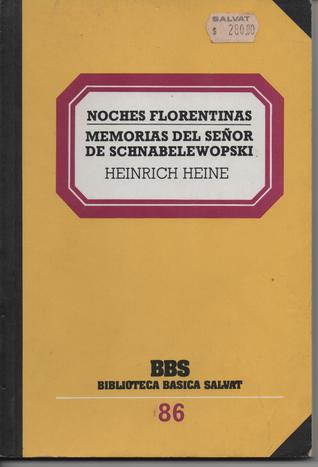 SALVAT
$ 280.00
NOCHES FLORENTINAS
MEMORIAS DEL SEÑOR
DE SCHNABELEWOPSKI
HEINRICH HEINE
BBS
BIBLIOTECA BASICA SALVAT
86